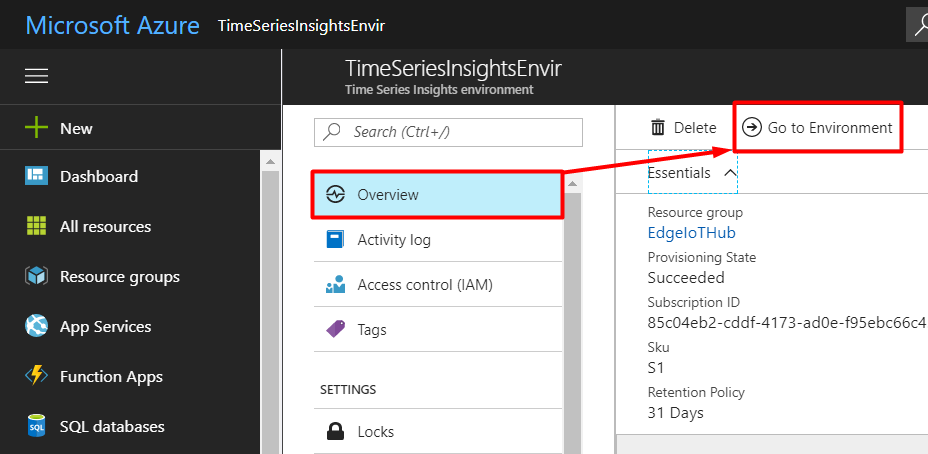 Microsoft Azure TimeSeriesInsightsEnvir
TimeSeriesInsightsEnvir
Time Series Insights environment
New
Dashboard
All resources
Resource groups
App Services
Function Apps
SQL databases
Search (Ctrl+/)
Overview
Activity log
Access control (IAM)
Tags
SETTINGS
Locks
Delete
Go to Environment
Essentials
Resource group
EdgeIoTHub
Provisioning State
Succeeded
Subscription ID
85c04eb2-cddf-4173-ad0e-f95ebc66c4
Sku
S1
Retention Policy
31 Days